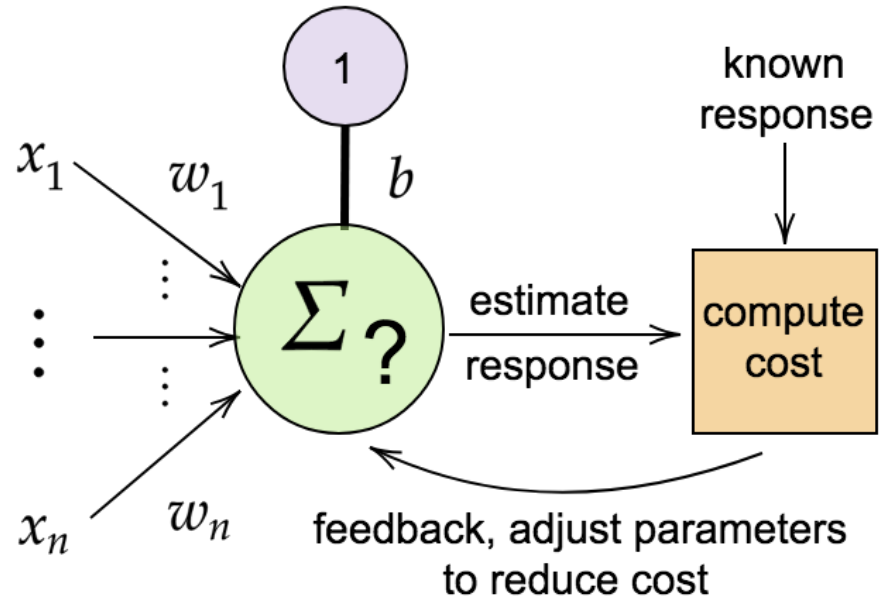 1
known
response
x₁
w₁
b
⋮
⋮
Σ
?
estimate
response
compute
cost
⋮
xₙ
wₙ
feedback, adjust parameters
to reduce cost